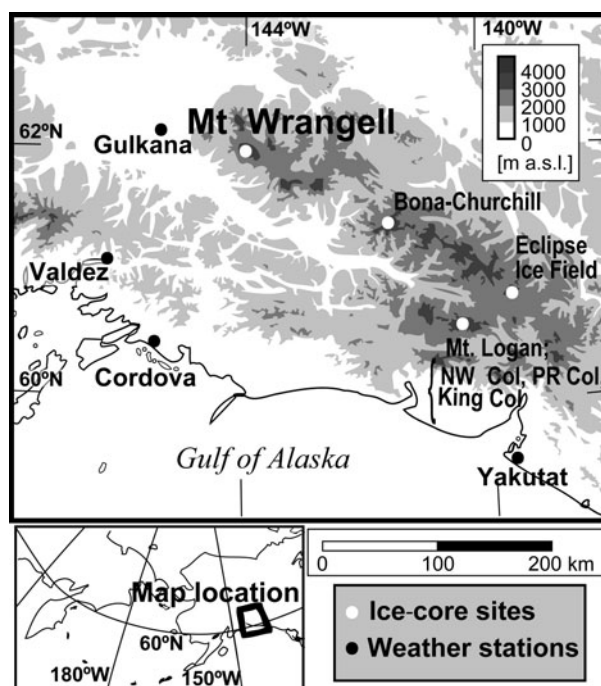 144ºW
140ºW
4000
3000
2000
1000
0
[m a.s.l.]
62ºN
Gulkana
Mt Wrangell
Bona-Churchill
Eclipse
Ice Field
Valdez
Cordova
60ºN
Mt. Logan;
NW Col, PR Col,
King Col
Gulf of Alaska
Yakutat
Map location
60ºN
180ºW
150ºW
0
100
200 km
Ice-core sites
Weather stations